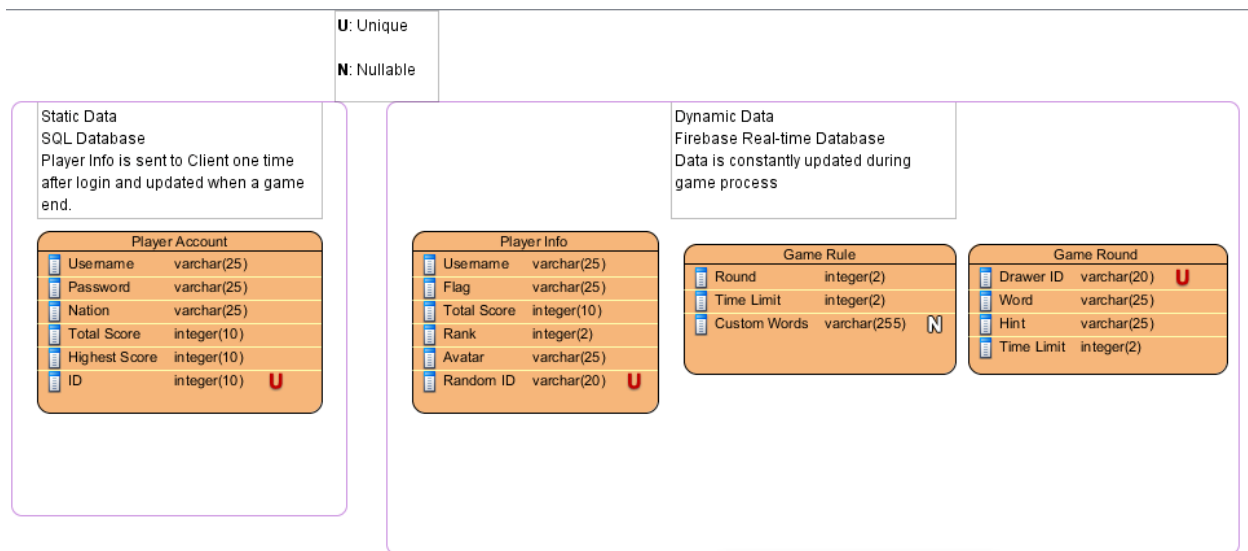 U: Unique
N: Nullable
Static Data
SQL Database
Player Info is sent to Client one time
after login and updated when a game
end.
Player Account
Username varchar(25)
Password varchar(25)
Nation varchar(25)
Total Score integer(10)
Highest Score integer(10)
ID integer(10) U
Dynamic Data
Firebase Real-time Database
Data is constantly updated during
game process
Player Info
Username varchar(25)
Flag varchar(25)
Total Score integer(10)
Rank integer(2)
Avatar varchar(25)
Random ID varchar(20) U
Game Rule
Round integer(2)
Time Limit integer(2)
Custom Words varchar(255) N
Game Round
Drawer ID varchar(20) U
Word varchar(25)
Hint varchar(25)
Time Limit integer(2)